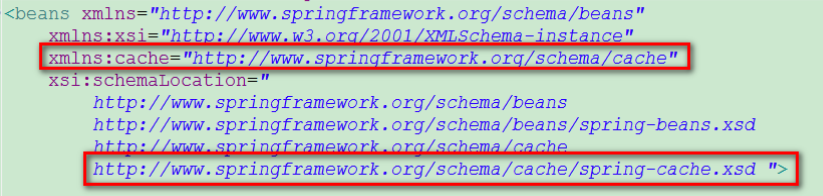 <beans xmlns="http://www.springframework.org/schema/beans"
xmlns:xsi="http://www.w3.org/2001/XMLSchema-instance"
xmlns:cache="http://www.springframework.org/schema/cache"
xsi:schemaLocation="
http://www.springframework.org/schema/beans
http://www.springframework.org/schema/beans/spring-beans.xsd
http://www.springframework.org/schema/cache
http://www.springframework.org/schema/cache/spring-cache.xsd ">